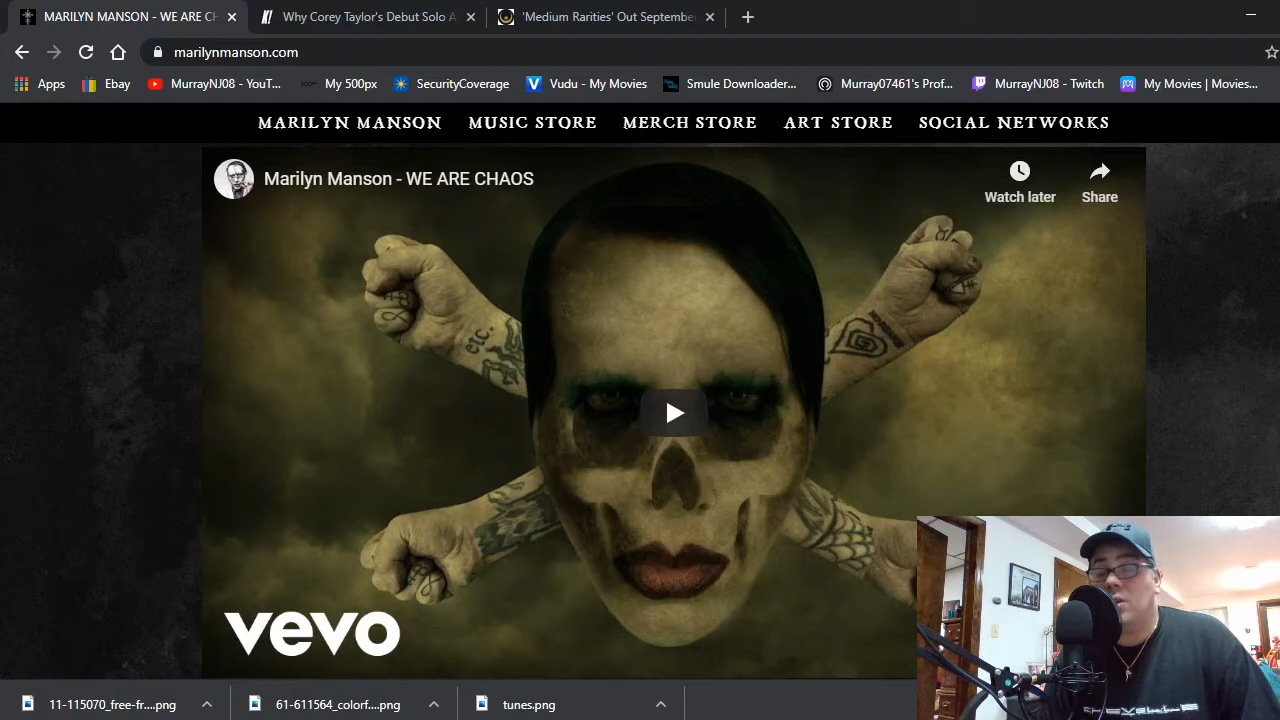 MARILYN MANSON - WE ARE CH
Why Corey Taylor's Debut Solo A
'Medium Rarities' Out September
marilynmanson.com
Apps
Ebay
MurrayNJ08 - YouT...
My 500px
SecurityCoverage
Vudu - My Movies
Smule Downloader...
Murray07461's Prof...
MurrayNJ08 - Twitch
My Movies | Movies...
MARILYN MANSON MUSIC STORE MERCH STORE ART STORE SOCIAL NETWORKS
Marilyn Manson - WE ARE CHAOS
Watch later
Share
etc.
vevo
11-115070_free-fr....png
61-611564_colorf....png
tunes.png